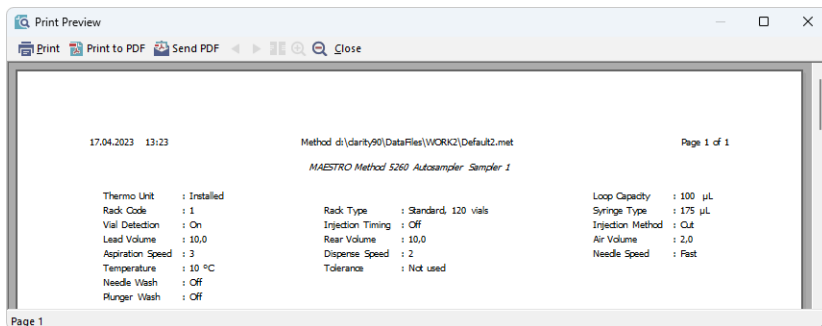 Print Preview
Print Print to PDF Send PDF Close
17.04.2023 13:23 Method d:\clarity90\DataFiles\WORK2\Default2.met Page 1 of 1
MAESTRO Method 5260 Autosampler Sampler 1
Thermo Unit : Installed Loop Capacity : 100 µL
Rack Code : 1 Rack Type : Standard, 120 vials Syringe Type : 175 µL
Vial Detection : On Injection Timing : Off Injection Method : Cut
Lead Volume : 10,0 Rear Volume : 10,0 Air Volume : 2,0
Aspiration Speed : 3 Dispense Speed : 2 Needle Speed : Fast
Temperature : 10 °C Tolerance : Not used
Needle Wash : Off
Plunger Wash : Off
Page 1